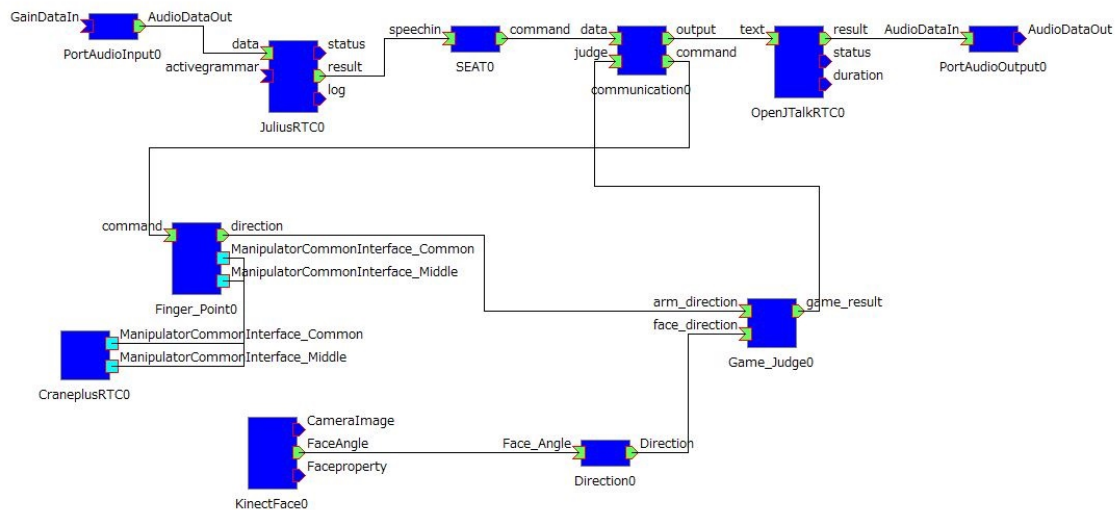 GainDataIn
AudioDataOut
PortAudioInput0
data
activegrammar
status
result
log
JuliusRTC0
speechin
command
SEAT0
data
judge
output
command
communication0
text
result
status
duration
OpenJTalkRTC0
AudioDataIn
AudioDataOut
PortAudioOutput0
command
direction
ManipulatorCommonInterface_Common
ManipulatorCommonInterface_Middle
Finger_Point0
ManipulatorCommonInterface_Common
ManipulatorCommonInterface_Middle
CraneplusRTC0
arm_direction
face_direction
game_result
Game_Judge0
CameraImage
FaceAngle
Faceproperty
KinectFace0
Face_Angle
Direction
Direction0